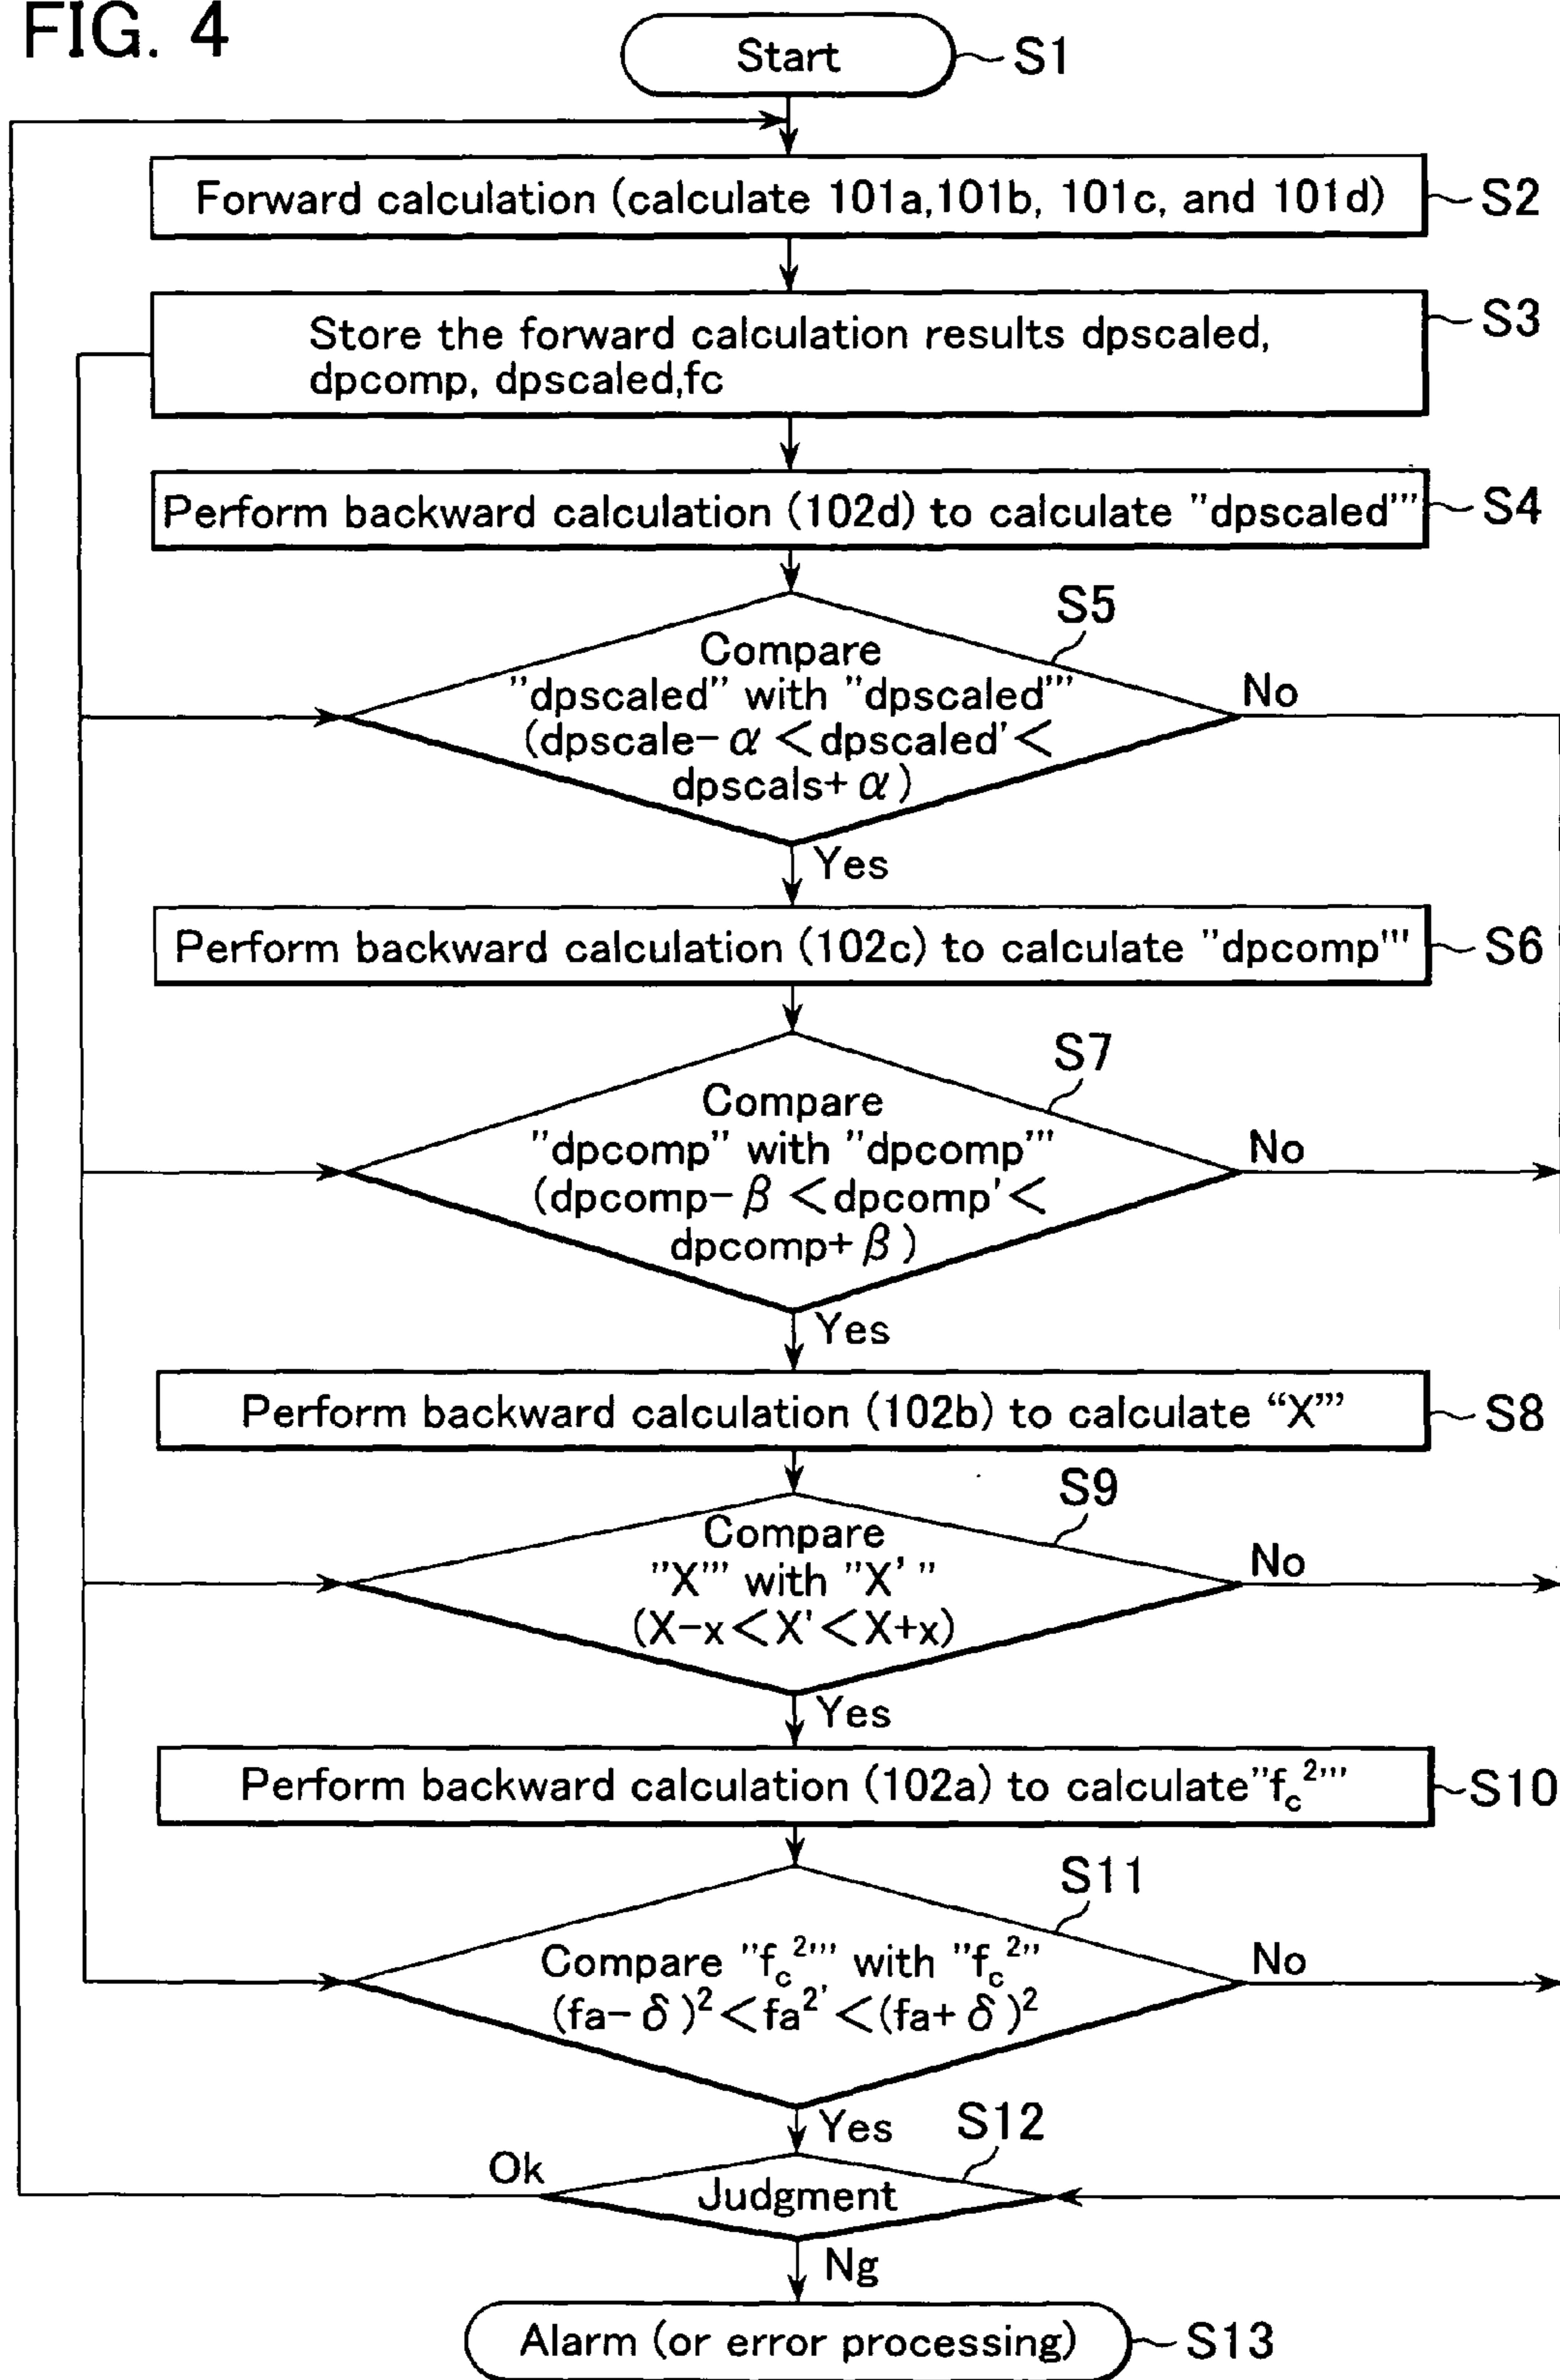 FIG. 4
Start
S1
Forward calculation (calculate 101a,101b, 101c, and 101d)
S2
Store the forward calculation results dpscaled,
dpcomp, dpscaled,fc
S3
Perform backward calculation (102d) to calculate "dpscaled'"
S4
S5
Compare
"dpscaled" with "dpscaled'"
(dpscale-α<dpscaled'<
dpscals+α)
No
Yes
Perform backward calculation (102c) to calculate "dpcomp'"
S6
S7
Compare
"dpcomp" with "dpcomp'"
(dpcomp-β<dpcomp'<
dpcomp+β)
No
Yes
Perform backward calculation (102b) to calculate “X'”
S8
S9
Compare
"X'" with "X' "
(X-x<X'<X+x)
No
Yes
Perform backward calculation (102a) to calculate"fc²'"
S10
S11
Compare "fc²'" with "fc²"
(fa-δ)²<fa²'<(fa+δ)²
No
Yes
S12
Ok
Judgment
Ng
Alarm (or error processing)
S13